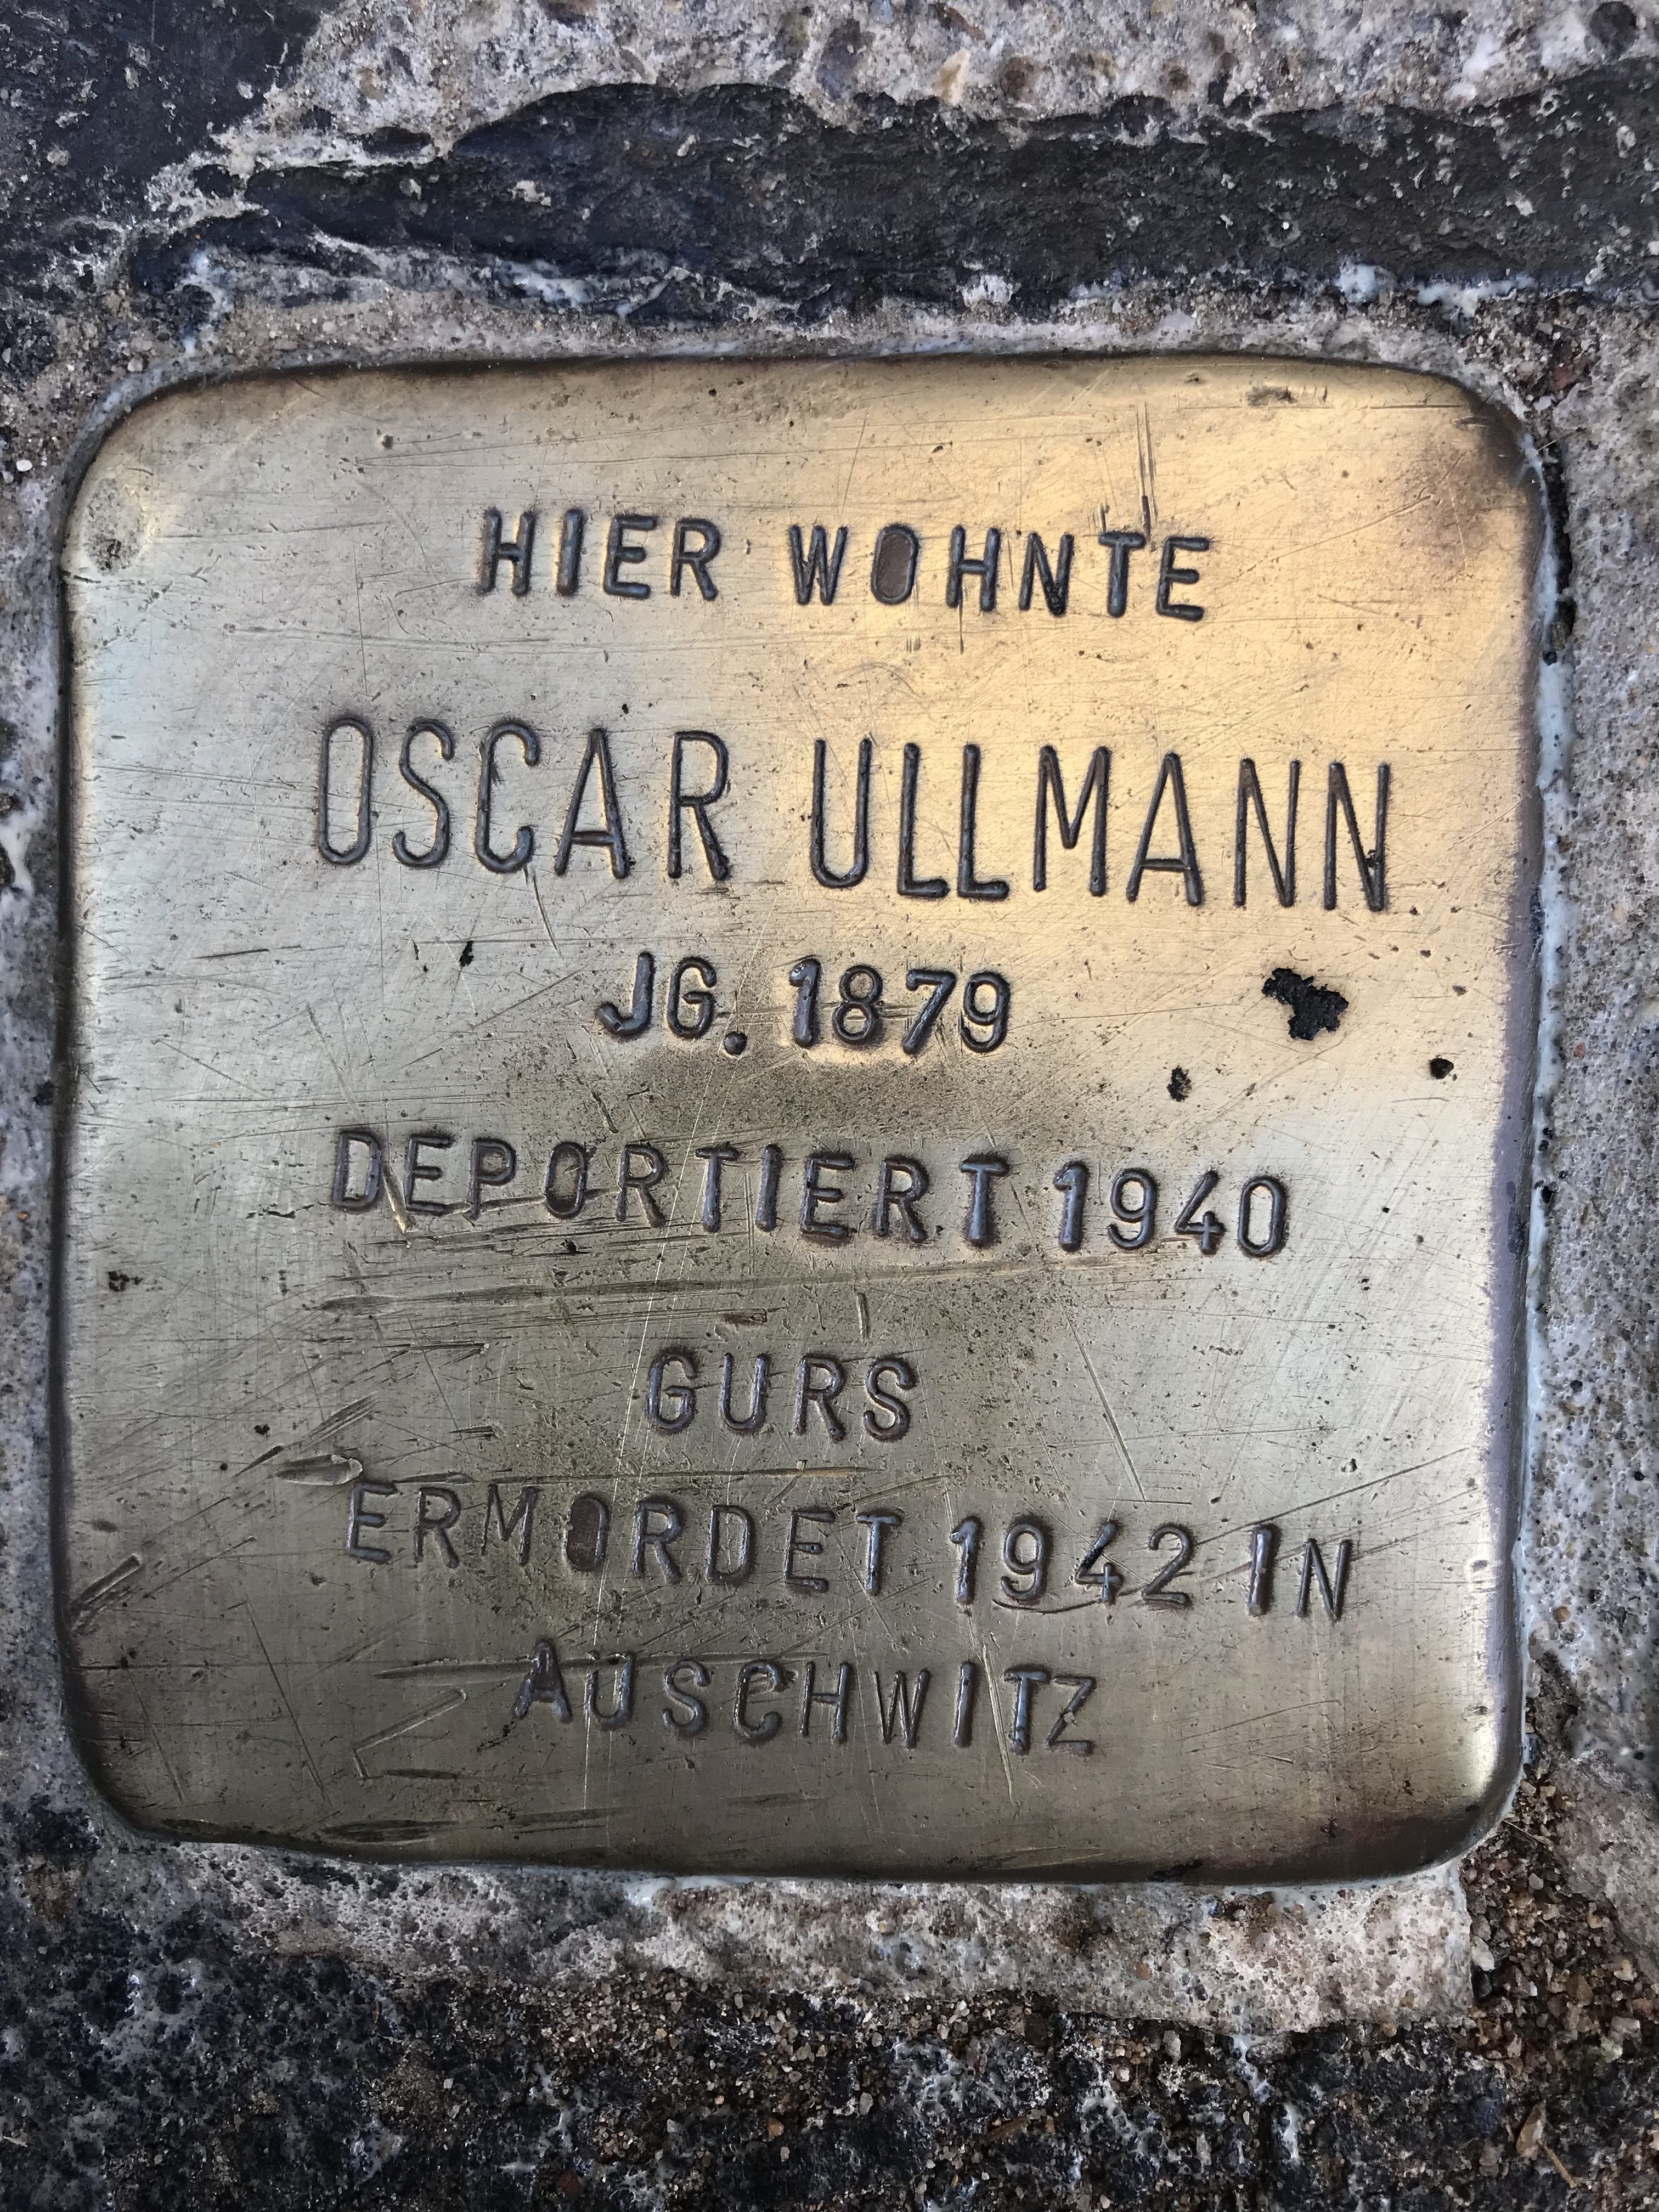 HIER WOHNTE
OSCAR ULLMANN
JG. 1879
DEPORTIERT 1940
GURS
ERMORDET 1942 IN
AUSCHWITZ